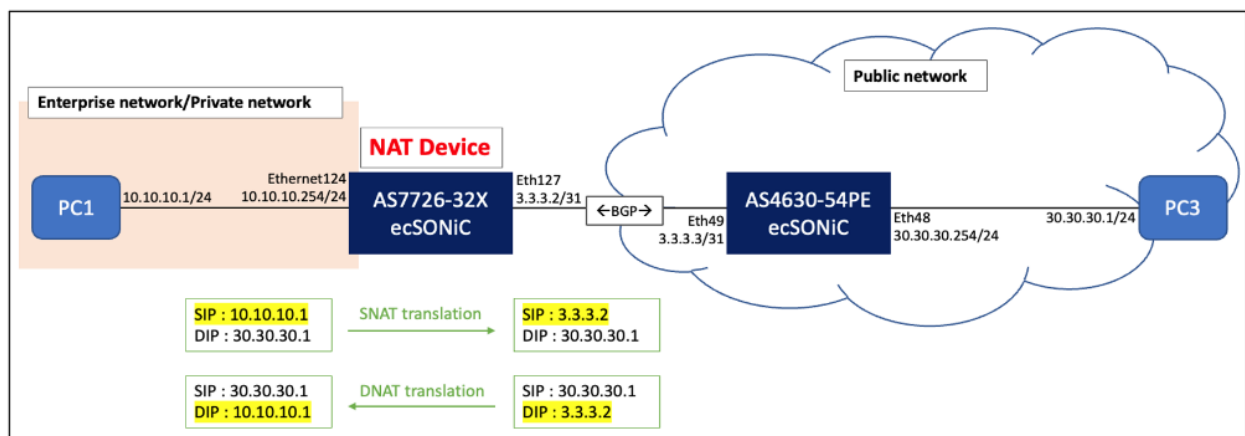 Public network
Enterprise network/Private network
NAT Device
PC1
10.10.10.1/24
Ethernet124
10.10.10.254/24
AS7726-32X
ecSONiC
Eth127
3.3.3.2/31
←BGP→
Eth49
3.3.3.3/31
AS4630-54PE
ecSONiC
Eth48
30.30.30.254/24
30.30.30.1/24
PC3
SIP : 10.10.10.1
DIP : 30.30.30.1
SNAT translation
SIP : 3.3.3.2
DIP : 30.30.30.1
SIP : 30.30.30.1
DIP : 10.10.10.1
DNAT translation
SIP : 30.30.30.1
DIP : 3.3.3.2